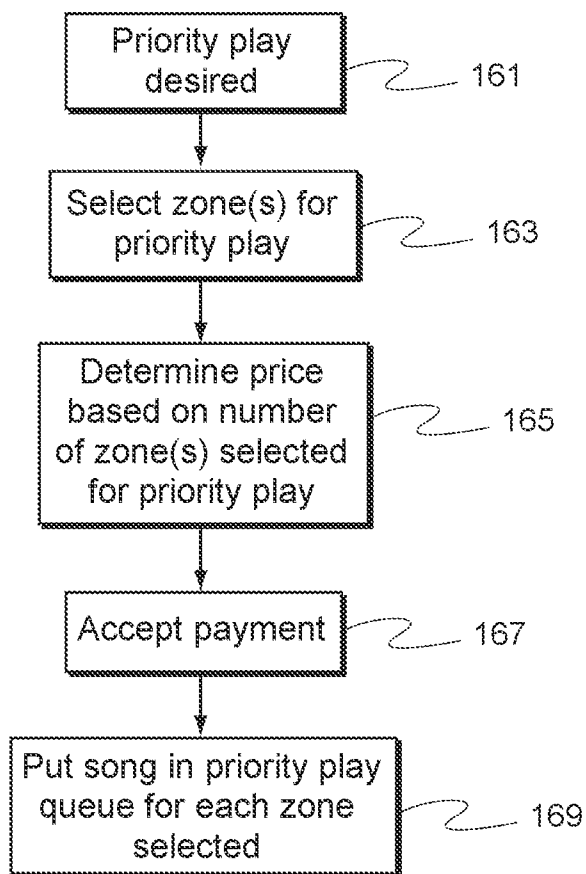 Priority play
desired
161
Select zone(s) for
priority play
163
Determine price
based on number
of zone(s) selected
for priority play
165
Accept payment
167
Put song in priority play
queue for each zone
selected
169